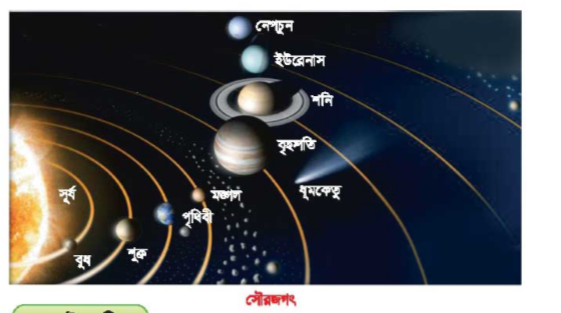 নেপচুন
ইউরেনাস
শনি
বৃহস্পতি
ধূমকেতু
মঙ্গল
সূর্য
পৃথিবী
শুক্র
বুধ
সৌরজগৎ